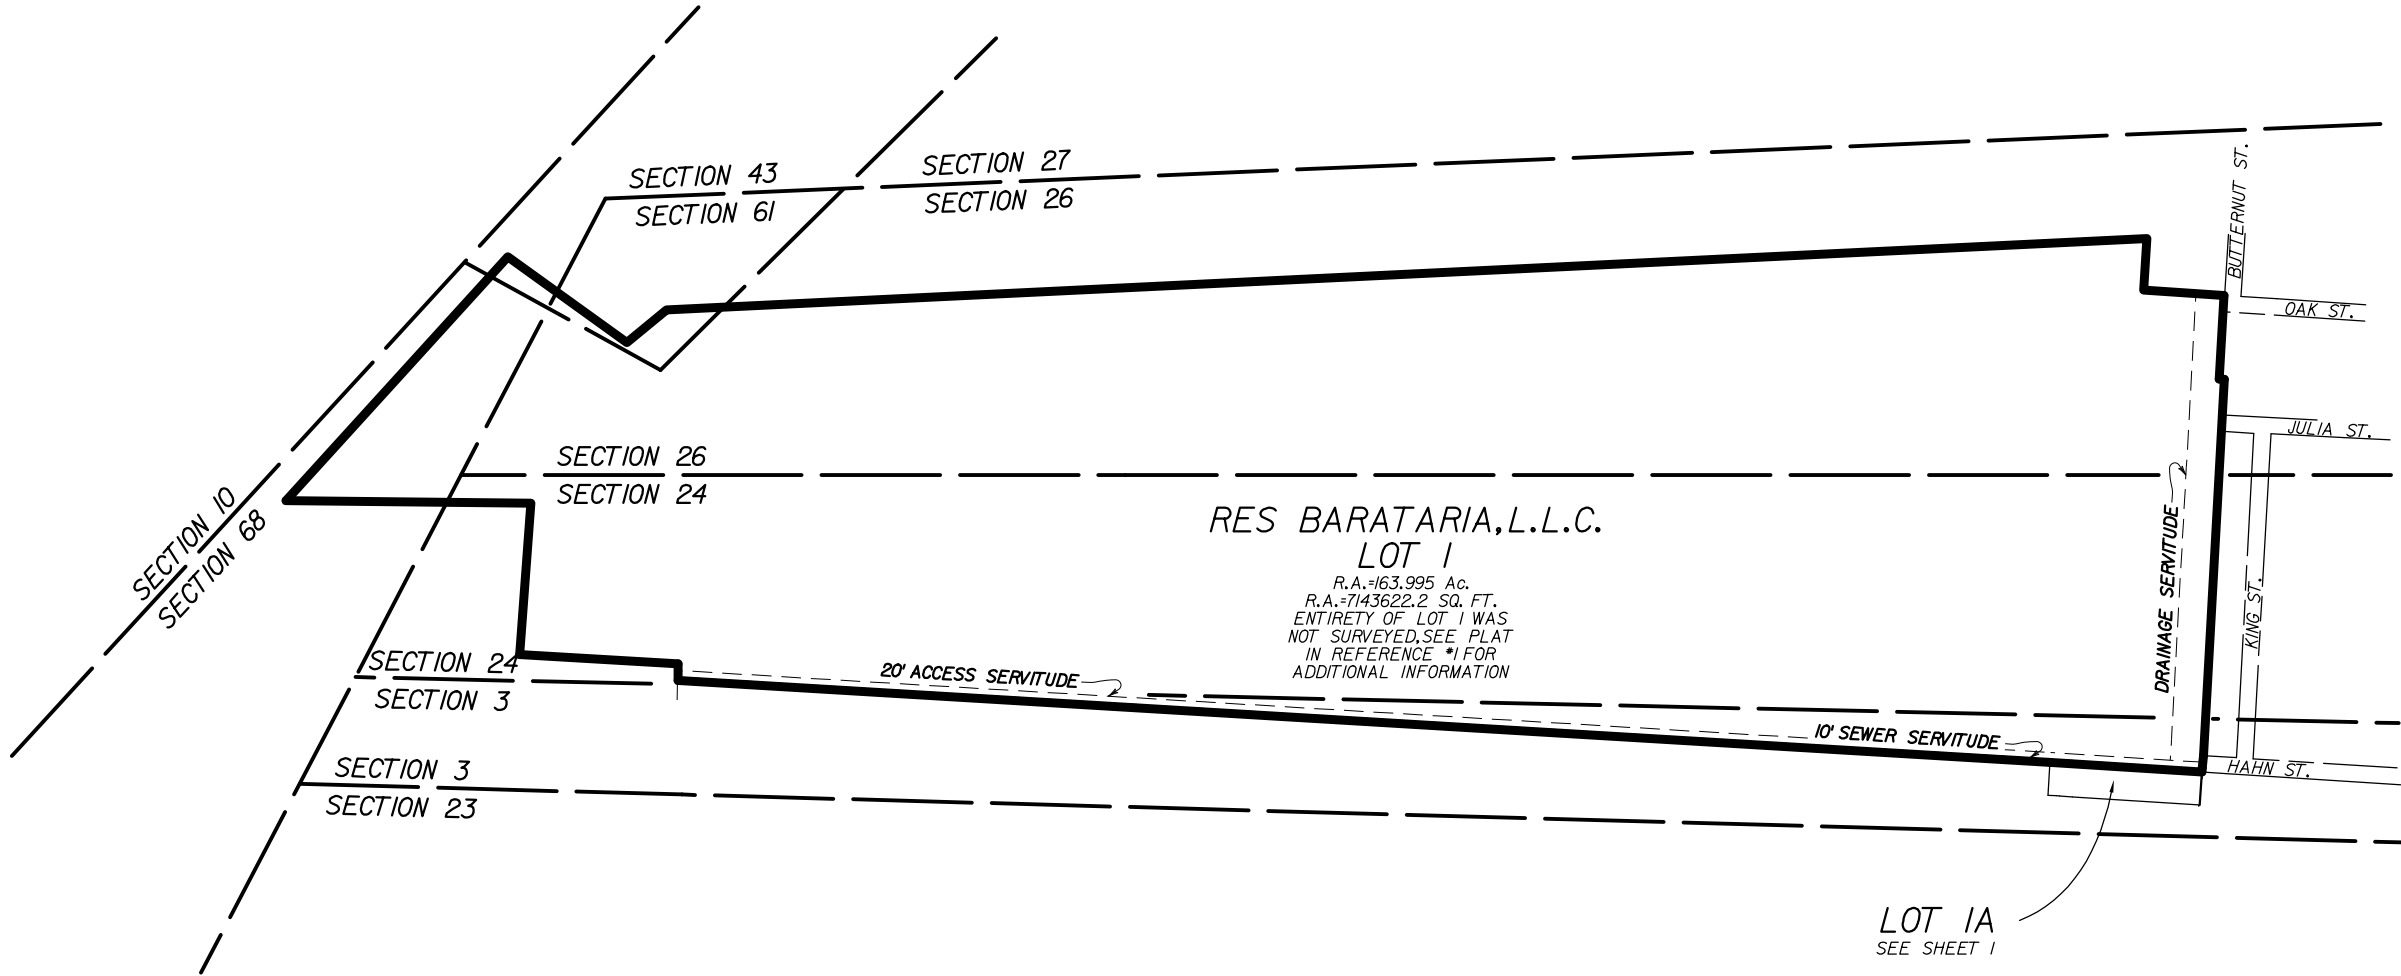 SECTION 43
SECTION 61
SECTION 27
SECTION 26
BUTTERNUT ST.
OAK ST.
JULIA ST.
SECTION 26
SECTION 24
SECTION 10
SECTION 68
RES BARATARIA, L.L.C.
LOT 1
R.A.=163.995 Ac.
R.A.=7143622.2 SQ. FT.
ENTIRETY OF LOT 1 WAS
NOT SURVEYED, SEE PLAT
IN REFERENCE #1 FOR
ADDITIONAL INFORMATION
DRAINAGE SERVITUDE
KING ST.
SECTION 24
SECTION 3
20' ACCESS SERVITUDE
10' SEWER SERVITUDE
HAHN ST.
SECTION 3
SECTION 23
LOT 1A
SEE SHEET 1